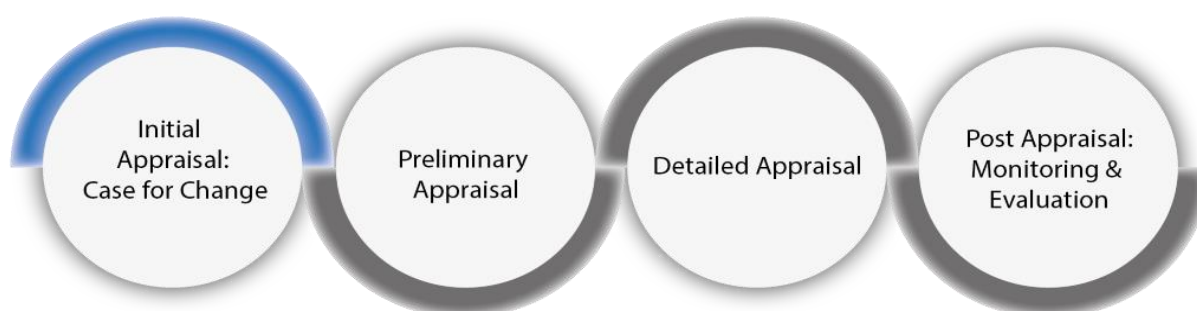 Initial
Appraisal:
Case for Change
Preliminary
Appraisal
Detailed Appraisal
Post Appraisal:
Monitoring &
Evaluation